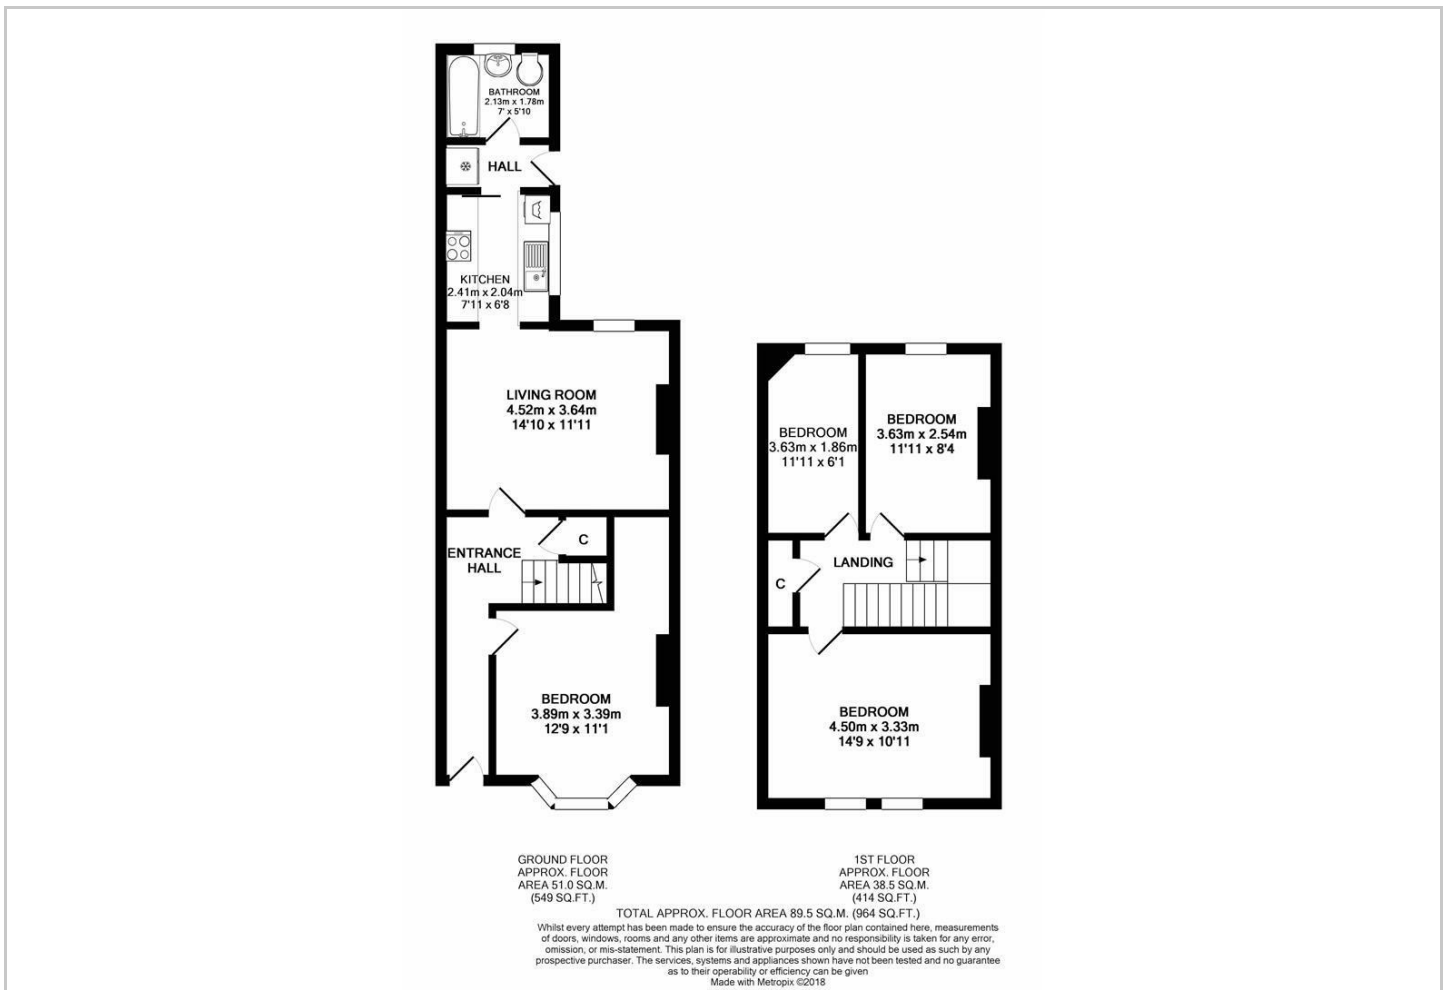 BATHROOM
2.13m x 1.78m
7' x 5'10
HALL
KITCHEN
2.41m x 2.04m
7'11 x 6'8
LIVING ROOM
4.52m x 3.64m
14'10 x 11'11
C
ENTRANCE
HALL
BEDROOM
3.89m x 3.39m
12'9 x 11'1
BEDROOM
3.63m x 1.86m
11'11 x 6'1
BEDROOM
3.63m x 2.54m
11'11 x 8'4
LANDING
C
BEDROOM
4.50m x 3.33m
14'9 x 10'11
GROUND FLOOR
APPROX. FLOOR
AREA 51.0 SQ.M.
(549 SQ.FT.)
1ST FLOOR
APPROX. FLOOR
AREA 38.5 SQ.M.
(414 SQ.FT.)
TOTAL APPROX. FLOOR AREA 89.5 SQ.M. (964 SQ.FT.)
Whilst every attempt has been made to ensure the accuracy of the floor plan contained here, measurements
of doors, windows, rooms and any other items are approximate and no responsibility is taken for any error,
omission, or mis-statement. This plan is for illustrative purposes only and should be used as such by any
prospective purchaser. The services, systems and appliances shown have not been tested and no guarantee
as to their operability or efficiency can be given
Made with Metropix ©2018